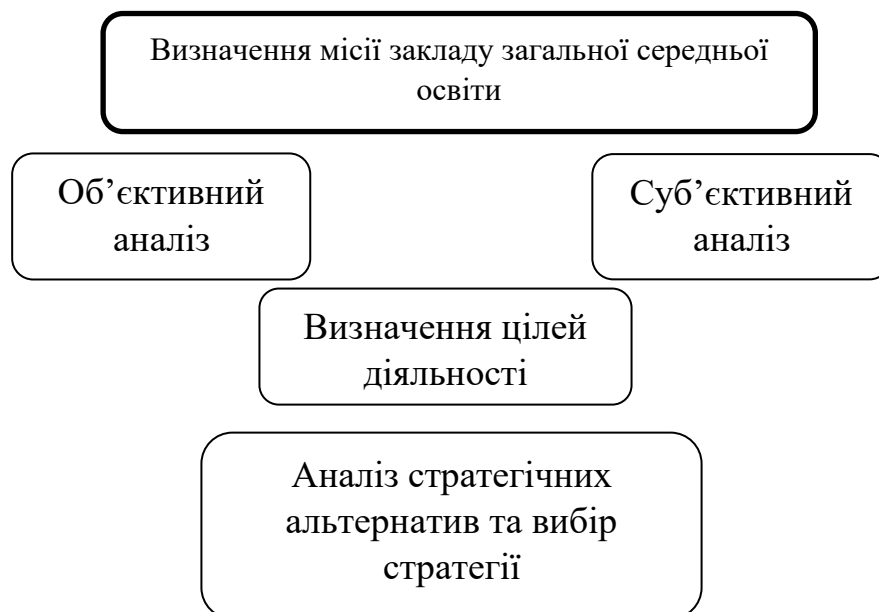 Визначення місії закладу загальної середньої
освіти
Об’єктивний
аналіз
Суб’єктивний
аналіз
Визначення цілей
діяльності
Аналіз стратегічних
альтернатив та вибір
стратегії